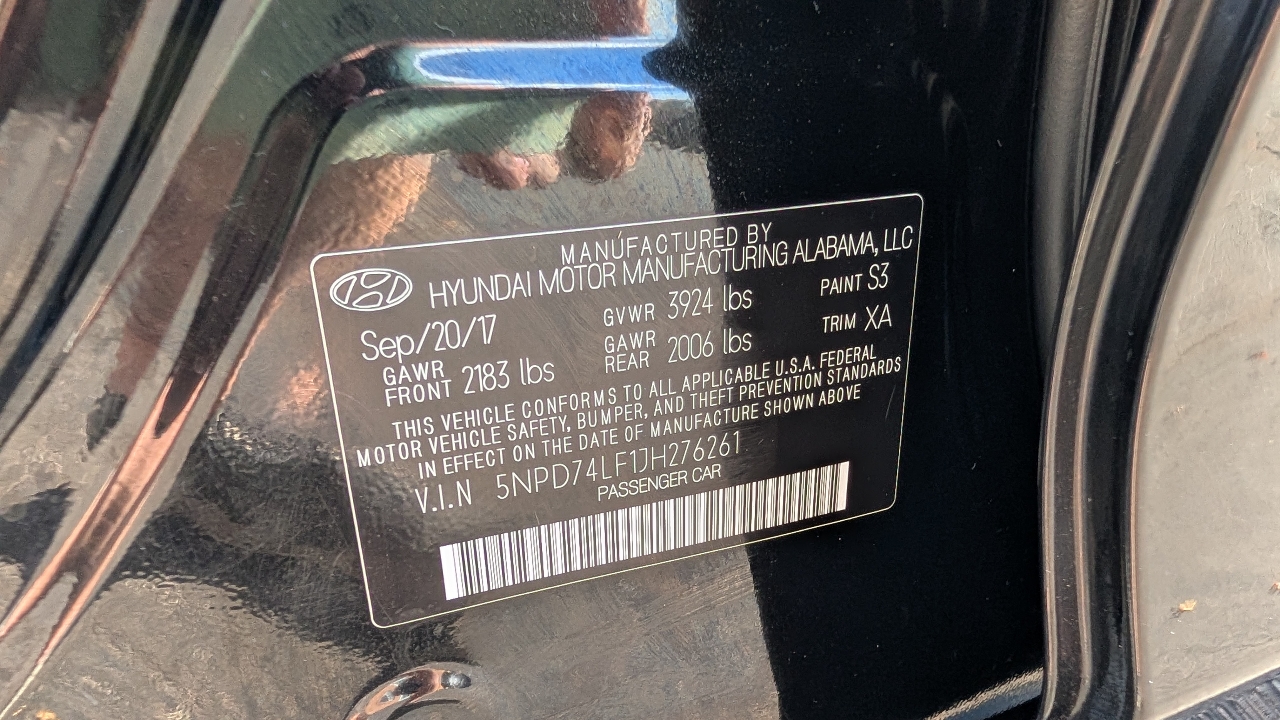 MANUFACTURED BY
HYUNDAI MOTOR MANUFACTURING ALABAMA, LLC
Sep/20/17 GVWR 3924 lbs PAINT S3
GAWR FRONT 2183 lbs GAWR REAR 2006 lbs TRIM XA
THIS VEHICLE CONFORMS TO ALL APPLICABLE U.S.A. FEDERAL
MOTOR VEHICLE SAFETY, BUMPER, AND THEFT PREVENTION STANDARDS
IN EFFECT ON THE DATE OF MANUFACTURE SHOWN ABOVE
V.I.N 5NPD74LF1JH276261
PASSENGER CAR